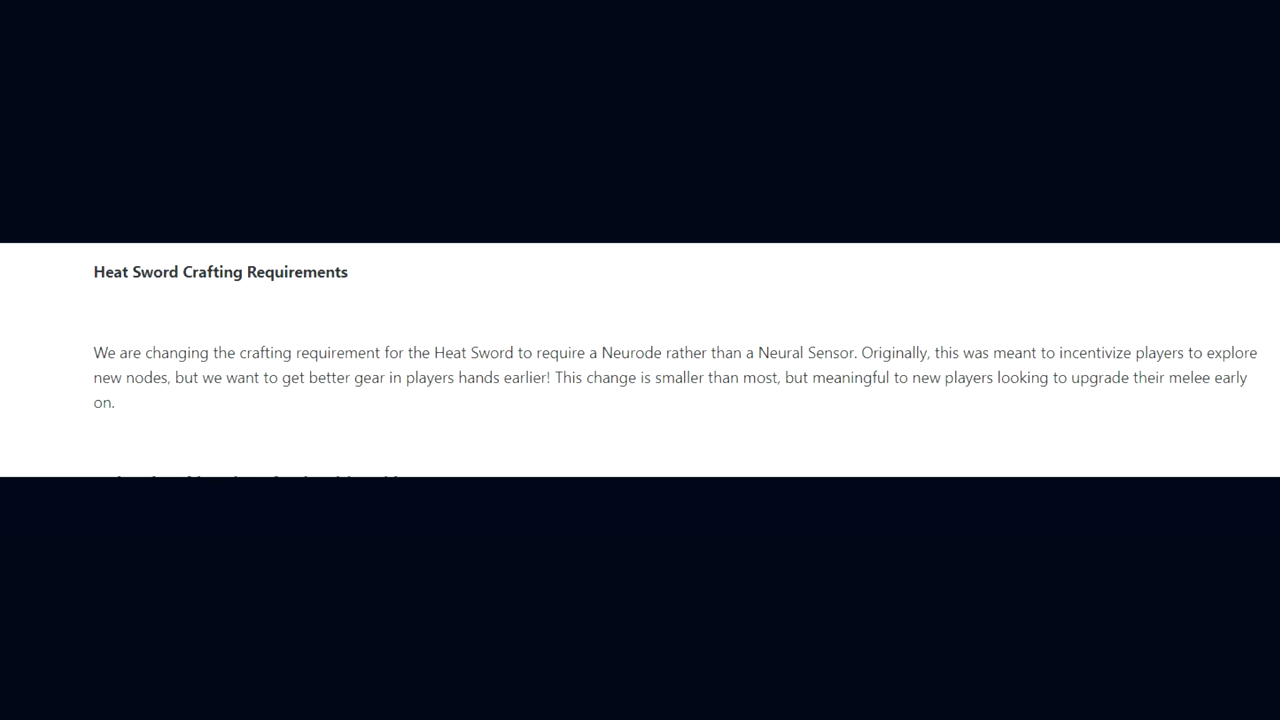 Heat Sword Crafting Requirements
We are changing the crafting requirement for the Heat Sword to require a Neurode rather than a Neural Sensor. Originally, this was meant to incentivize players to explore
new nodes, but we want to get better gear in players hands earlier! This change is smaller than most, but meaningful to new players looking to upgrade their melee early
on.